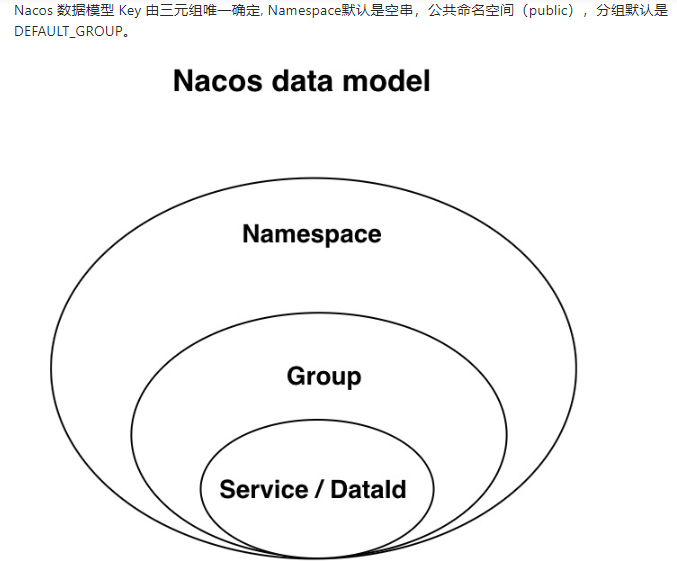 Nacos 数据模型 Key 由三元组唯一确定, Namespace默认是空串，公共命名空间（public），分组默认是
DEFAULT_GROUP。
Nacos data model
Namespace
Group
Service / DataId